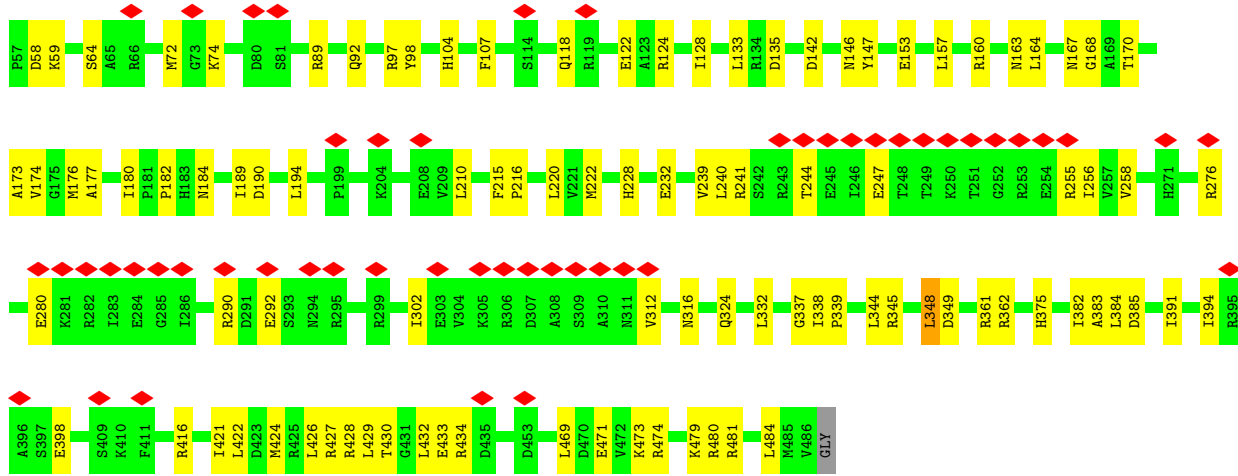 P57 D58 K59 S64 A65 R66 M72 G73 K74 D80 S81 R89 Q92 R97 Y98 H104 F107 S114 Q118 R119 E122 A123 R124 I128 L133 R134 D135 D142 N146 Y147 E153 L157 R160 N163 L164 N167 G168 A169 T170
A173 V174 G175 M176 A177 I180 P181 P182 H183 N184 I189 D190 L194 P199 K204 E208 V209 L210 F215 P216 L220 V221 M222 H228 E232 V239 L240 R241 S242 R243 T244 E245 I246 E247 T248 T249 K250 T251 G252 R253 E254 R255 I256 V257 V258 H271 R276
E280 K281 R282 I283 E284 G285 I286 R290 D291 E292 S293 N294 R295 R299 I302 E303 V304 K305 R306 D307 A308 S309 A310 N311 V312 N316 Q324 L332 G337 I338 P339 L344 R345 L348 D349 R361 R362 H375 I382 A383 L384 D385 I391 I394 R395
A396 S397 E398 S409 K410 F411 R416 I421 L422 D423 M424 R425 L426 R427 R428 L429 T430 G431 L432 E433 R434 D435 D453 L469 D470 E471 V472 K473 R474 K479 R480 R481 L484 M485 V486 GLY